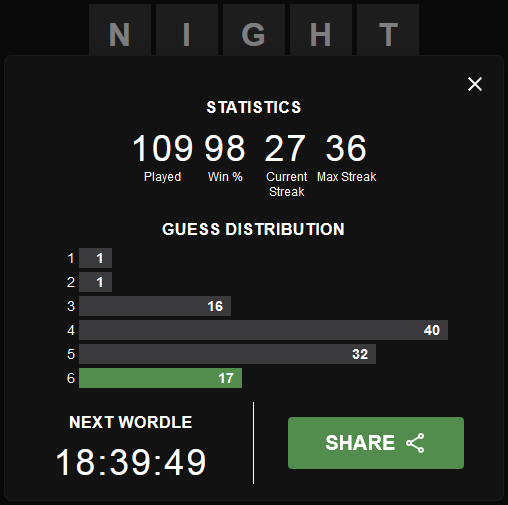 N I G H T
STATISTICS
109 98 27 36
Played Win % Current Streak Max Streak
GUESS DISTRIBUTION
1 1
2 1
3 16
4 40
5 32
6 17
NEXT WORDLE
18:39:49
SHARE